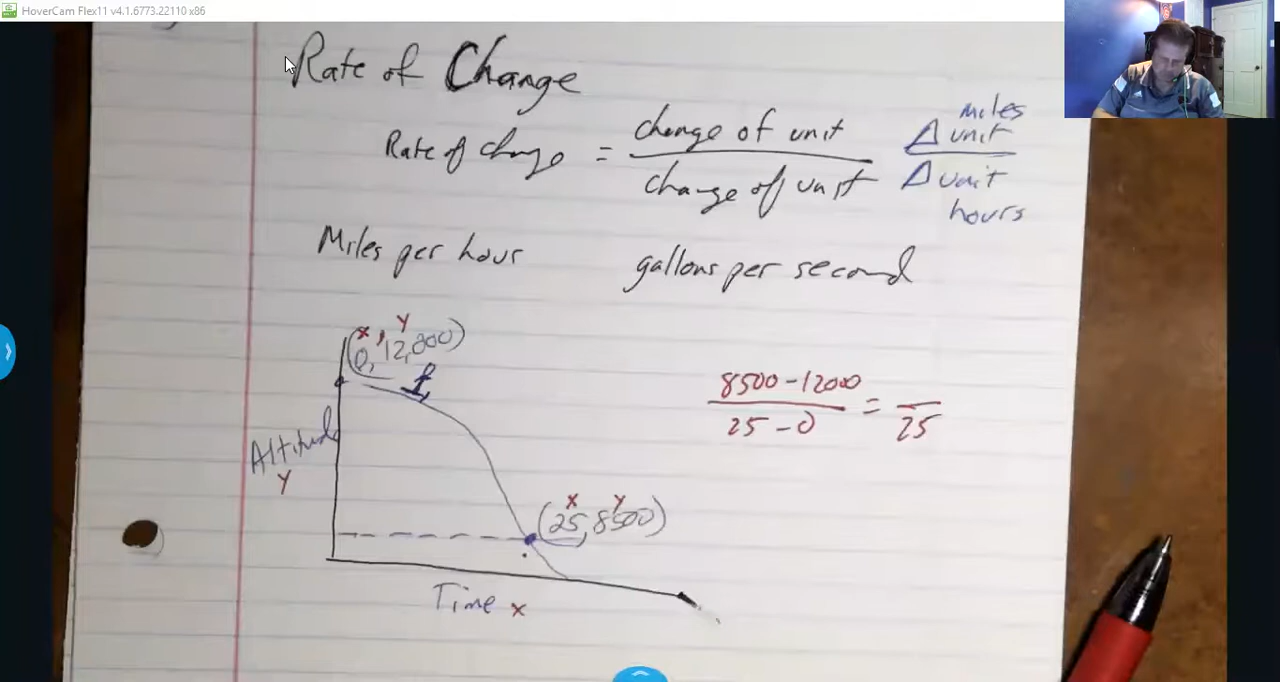 HoverCam Flex11 v4.1.6773.22110 x86
Rate of Change
Rate of change = change of unit / change of unit
miles
Δ unit
Δ unit
hours
Miles per hour gallons per second
x, y
(0, 12,000)
f
Altitude
y
8500 - 12000 / 25 - 0 = / 25
x y
(25, 8500)
Time x